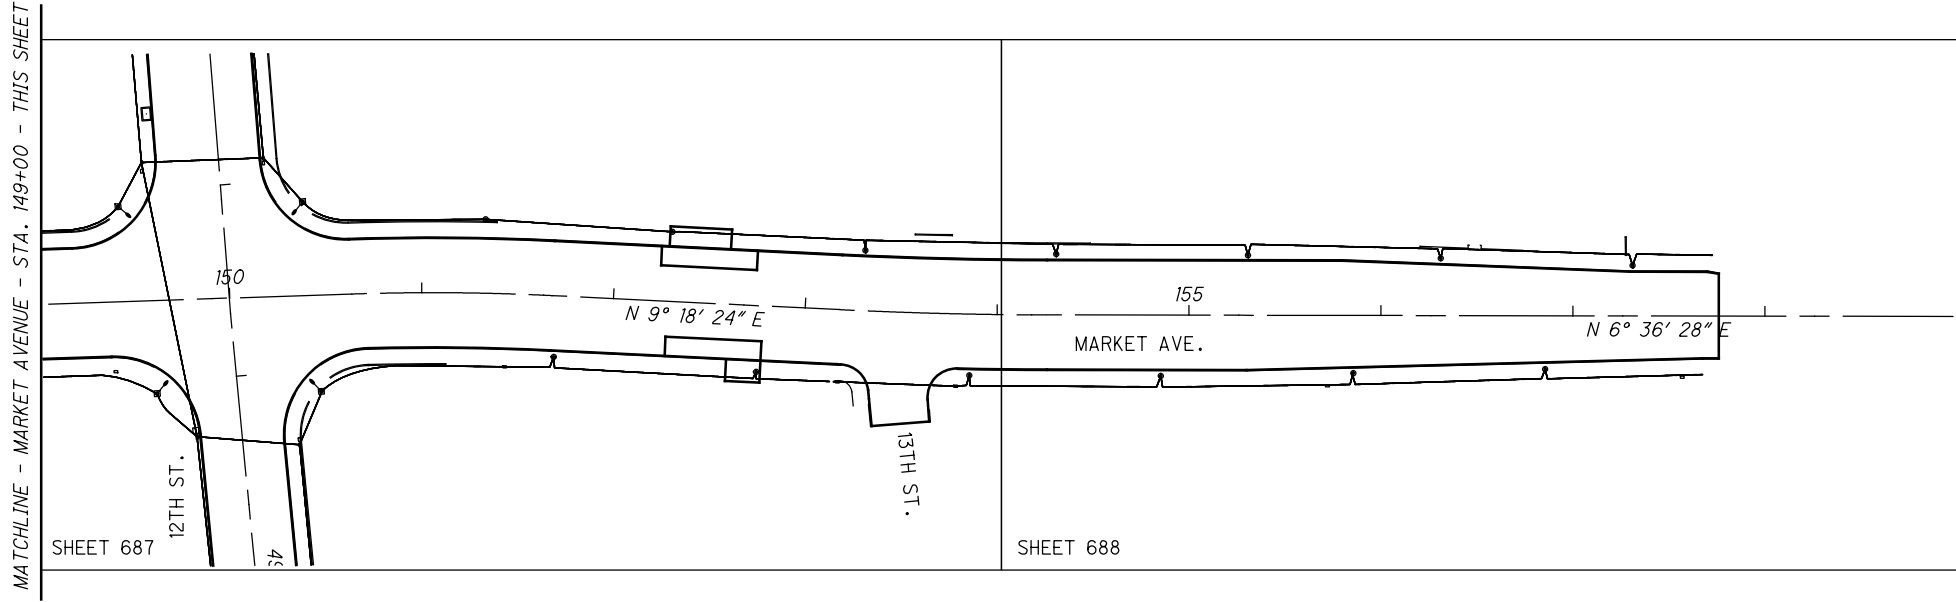 MATCHLINE - MARKET AVENUE - STA. 149+00 - THIS SHEET
150
155
N 9° 18' 24" E
N 6° 36' 28" E
MARKET AVE.
12TH ST.
13TH ST.
49
SHEET 687
SHEET 688